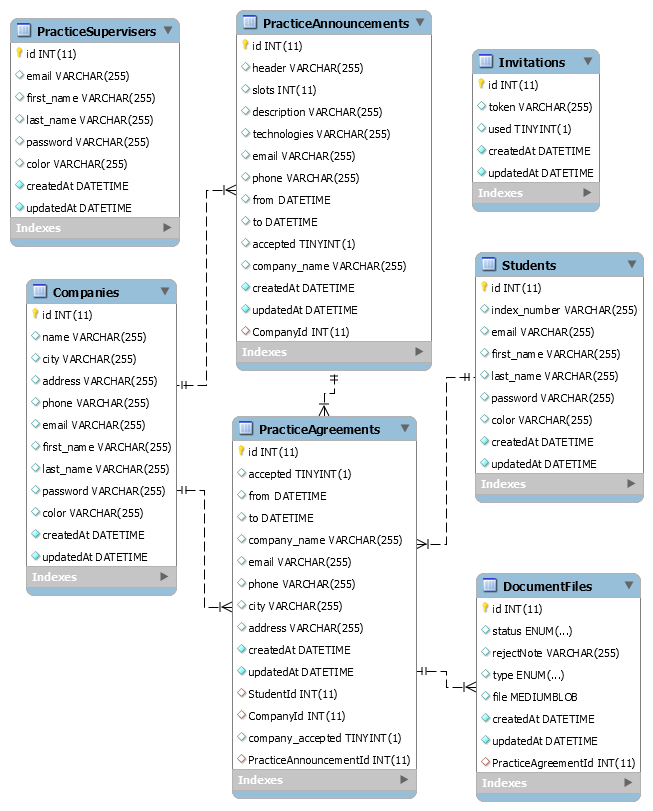 PracticeSupervisers
id INT(11)
email VARCHAR(255)
first_name VARCHAR(255)
last_name VARCHAR(255)
password VARCHAR(255)
color VARCHAR(255)
createdAt DATETIME
updatedAt DATETIME
Indexes
PracticeAnnouncements
id INT(11)
header VARCHAR(255)
slots INT(11)
description VARCHAR(255)
technologies VARCHAR(255)
email VARCHAR(255)
phone VARCHAR(255)
from DATETIME
to DATETIME
accepted TINYINT(1)
company_name VARCHAR(255)
createdAt DATETIME
updatedAt DATETIME
CompanyId INT(11)
Indexes
Invitations
id INT(11)
token VARCHAR(255)
used TINYINT(1)
createdAt DATETIME
updatedAt DATETIME
Indexes
Companies
id INT(11)
name VARCHAR(255)
city VARCHAR(255)
address VARCHAR(255)
phone VARCHAR(255)
email VARCHAR(255)
first_name VARCHAR(255)
last_name VARCHAR(255)
password VARCHAR(255)
color VARCHAR(255)
createdAt DATETIME
updatedAt DATETIME
Indexes
Students
id INT(11)
index_number VARCHAR(255)
email VARCHAR(255)
first_name VARCHAR(255)
last_name VARCHAR(255)
password VARCHAR(255)
color VARCHAR(255)
createdAt DATETIME
updatedAt DATETIME
Indexes
PracticeAgreements
id INT(11)
accepted TINYINT(1)
from DATETIME
to DATETIME
company_name VARCHAR(255)
email VARCHAR(255)
phone VARCHAR(255)
city VARCHAR(255)
address VARCHAR(255)
createdAt DATETIME
updatedAt DATETIME
StudentId INT(11)
CompanyId INT(11)
company_accepted TINYINT(1)
PracticeAnnouncementId INT(11)
Indexes
DocumentFiles
id INT(11)
status ENUM(...)
rejectNote VARCHAR(255)
type ENUM(...)
file MEDIUMBLOB
createdAt DATETIME
updatedAt DATETIME
PracticeAgreementId INT(11)
Indexes